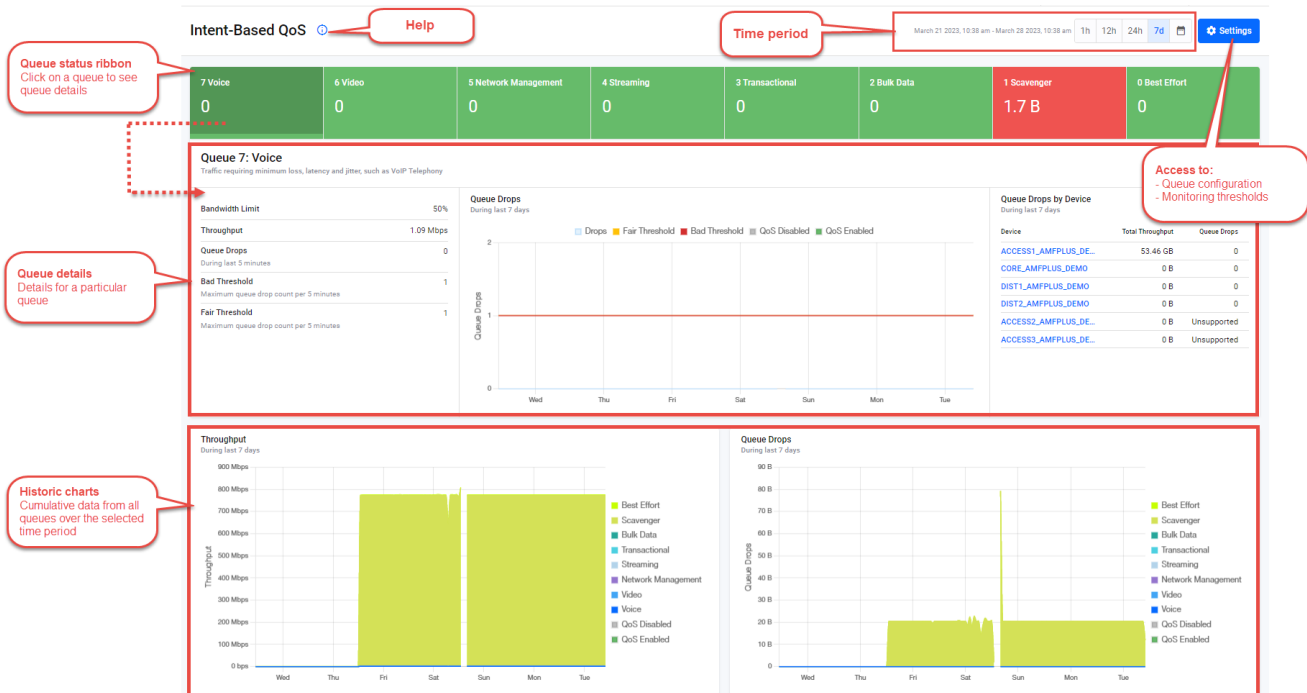 Intent-Based QoS
Help
Time period
March 21 2023, 10:38 am - March 28 2023, 10:38 am
1h 12h 24h 7d
Settings
Queue status ribbon
Click on a queue to see
queue details
7 Voice
0
6 Video
0
5 Network Management
0
4 Streaming
0
3 Transactional
0
2 Bulk Data
0
1 Scavenger
1.7 B
0 Best Effort
0
Access to:
- Queue configuration
- Monitoring thresholds
Queue 7: Voice
Traffic requiring minimum loss, latency and jitter, such as VoIP Telephony
Queue details
Details for a particular
queue
Bandwidth Limit 50%
Throughput 1.09 Mbps
Queue Drops 0
During last 5 minutes
Bad Threshold 1
Maximum queue drop count per 5 minutes
Fair Threshold 1
Maximum queue drop count per 5 minutes
Queue Drops
During last 7 days
Drops Fair Threshold Bad Threshold QoS Disabled QoS Enabled
Queue Drops
2
1
0
Wed Thu Fri Sat Sun Mon Tue
Queue Drops by Device
During last 7 days
Device Total Throughput Queue Drops
ACCESS1_AMFPLUS_DE... 53.46 GB 0
CORE_AMFPLUS_DEMO 0 B 0
DIST1_AMFPLUS_DEMO 0 B 0
DIST2_AMFPLUS_DEMO 0 B 0
ACCESS2_AMFPLUS_DE... 0 B Unsupported
ACCESS3_AMFPLUS_DE... 0 B Unsupported
Historic charts
Cumulative data from all
queues over the selected
time period
Throughput
During last 7 days
Throughput
900 Mbps
800 Mbps
700 Mbps
600 Mbps
500 Mbps
400 Mbps
300 Mbps
200 Mbps
100 Mbps
0 bps
Wed Thu Fri Sat Sun Mon Tue
Best Effort
Scavenger
Bulk Data
Transactional
Streaming
Network Management
Video
Voice
QoS Disabled
QoS Enabled
Queue Drops
During last 7 days
Queue Drops
90 B
80 B
70 B
60 B
50 B
40 B
30 B
20 B
10 B
0
Wed Thu Fri Sat Sun Mon Tue
Best Effort
Scavenger
Bulk Data
Transactional
Streaming
Network Management
Video
Voice
QoS Disabled
QoS Enabled